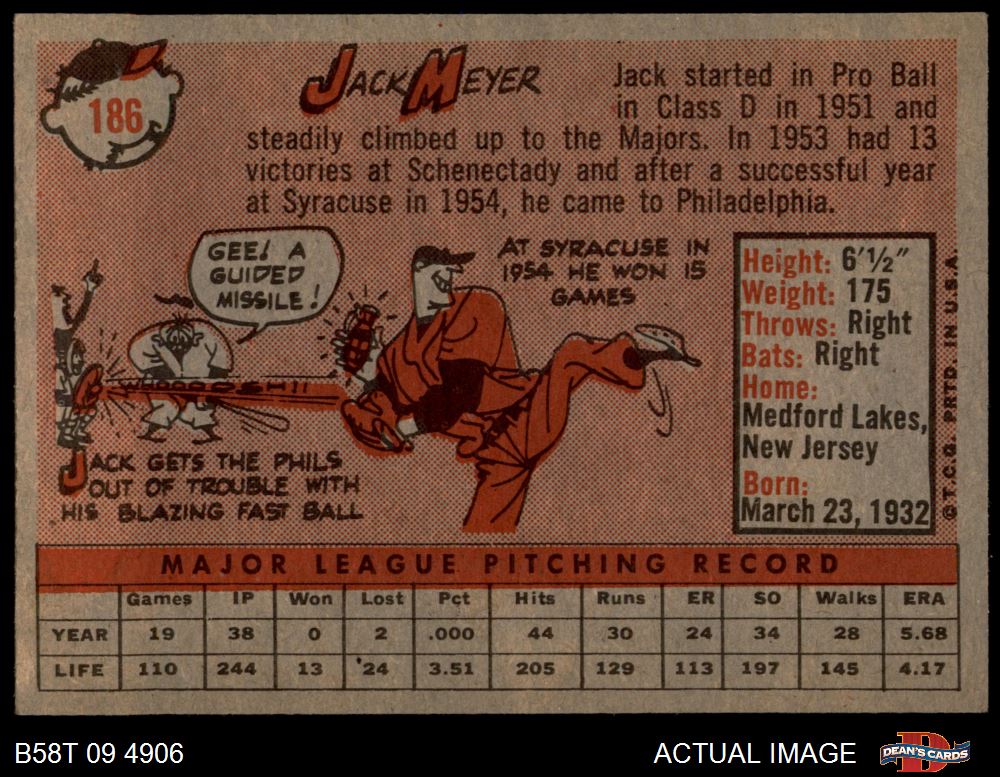 186
JACK MEYER
Jack started in Pro Ball
in Class D in 1951 and
steadily climbed up to the Majors. In 1953 had 13
victories at Schenectady and after a successful year
at Syracuse in 1954, he came to Philadelphia.
GEE! A
GUIDED
MISSILE!
WHOOOOSH!!
AT SYRACUSE IN
1954 HE WON 15
GAMES
JACK GETS THE PHILS
OUT OF TROUBLE WITH
HIS BLAZING FAST BALL
Height: 6'1½"
Weight: 175
Throws: Right
Bats: Right
Home:
Medford Lakes,
New Jersey
Born:
March 23, 1932
© T.C.G. PRTD. IN U.S.A.
MAJOR LEAGUE PITCHING RECORD
Games IP Won Lost Pct Hits Runs ER SO Walks ERA
YEAR 19 38 0 2 .000 44 30 24 34 28 5.68
LIFE 110 244 13 24 3.51 205 129 113 197 145 4.17
B58T 09 4906
ACTUAL IMAGE
DEAN'S CARDS